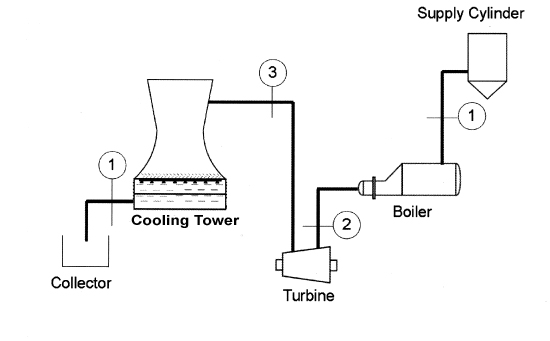 Supply Cylinder
3
1
1
Cooling Tower
Boiler
2
Collector
Turbine